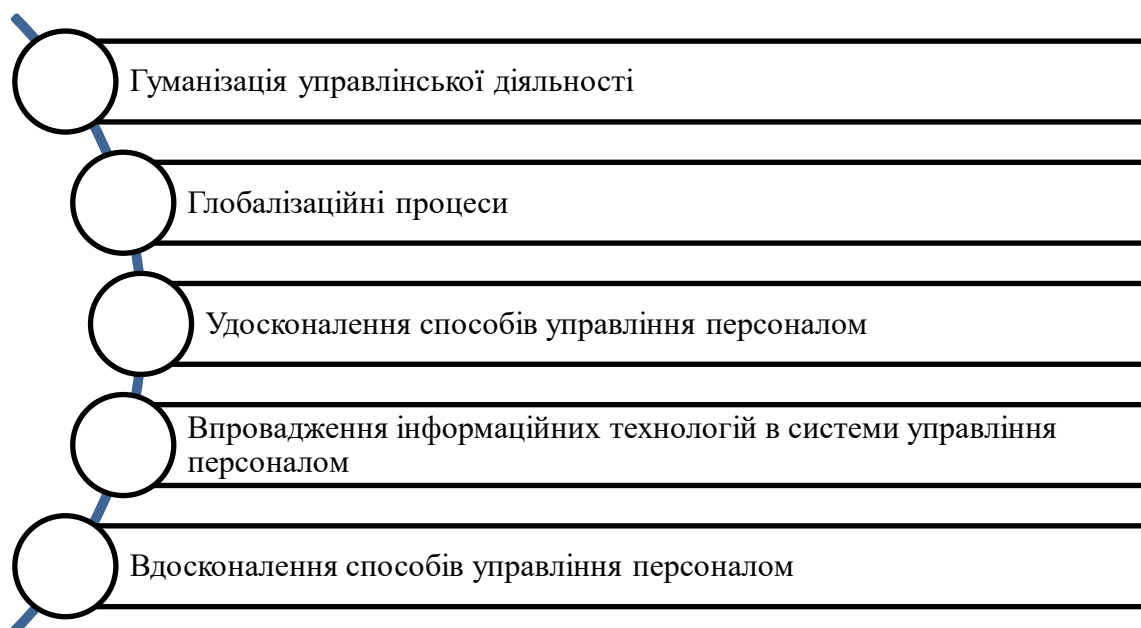 Гуманізація управлінської діяльності
Глобалізаційні процеси
Удосконалення способів управління персоналом
Впровадження інформаційних технологій в системи управління
персоналом
Вдосконалення способів управління персоналом